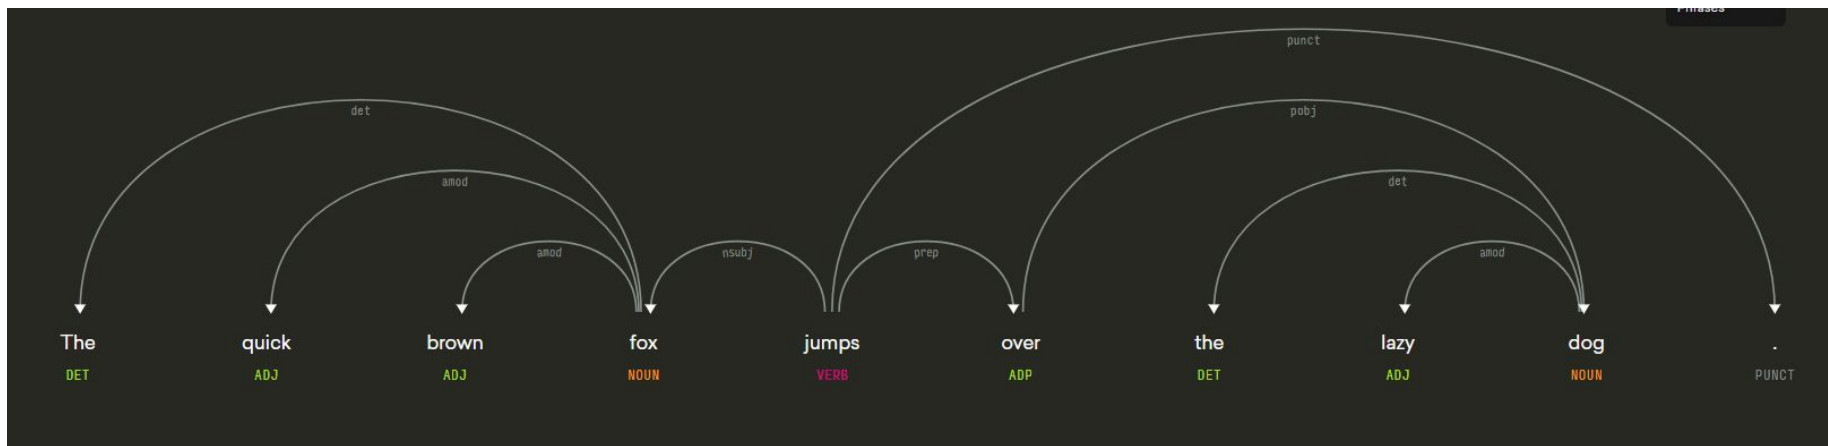 Phrases
punct
det pobj
amod det
amod nsubj prep amod
The quick brown fox jumps over the lazy dog .
DET ADJ ADJ NOUN VERB ADP DET ADJ NOUN PUNCT